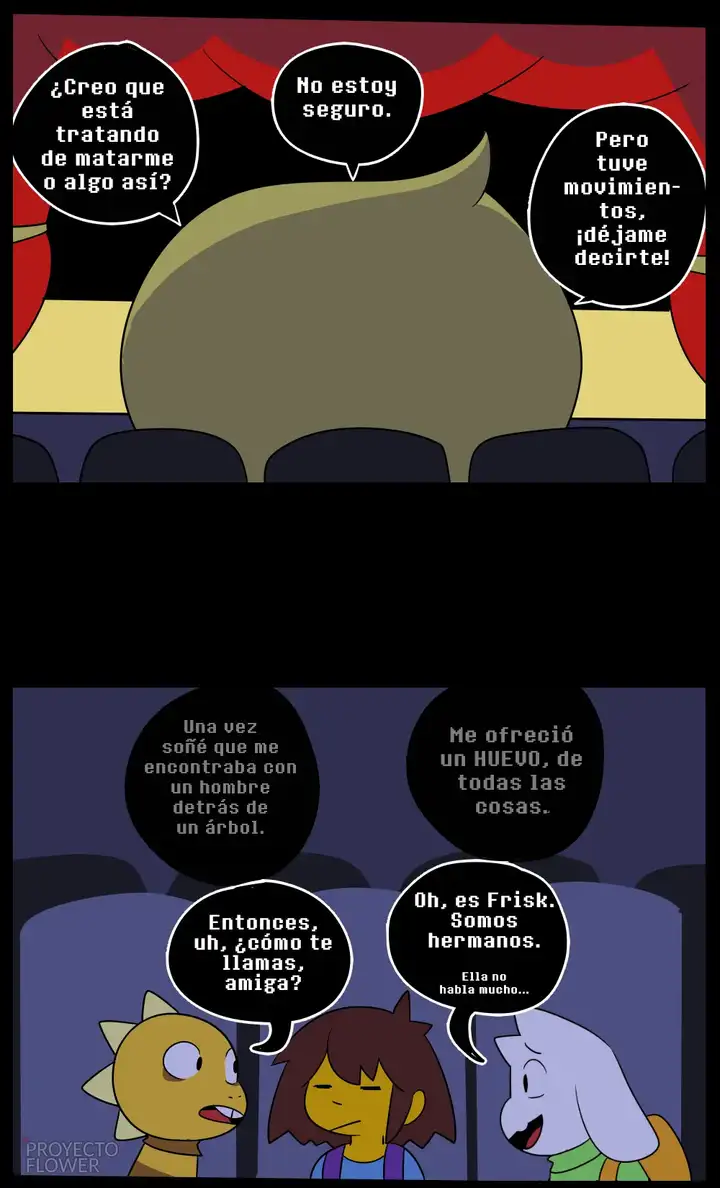 ¿Creo que
está
tratando
de matarme
o algo así?
No estoy
seguro.
Pero
tuve
movimien-
tos,
¡déjame
decirte!
Una vez
soñé que me
encontraba con
un hombre
detrás de
un árbol.
Me ofreció
un HUEVO, de
todas las
cosas.
Entonces,
uh, ¿cómo te
llamas,
amiga?
Oh, es Frisk.
Somos
hermanos.
Ella no
habla mucho...
PROYECTO
FLOWER